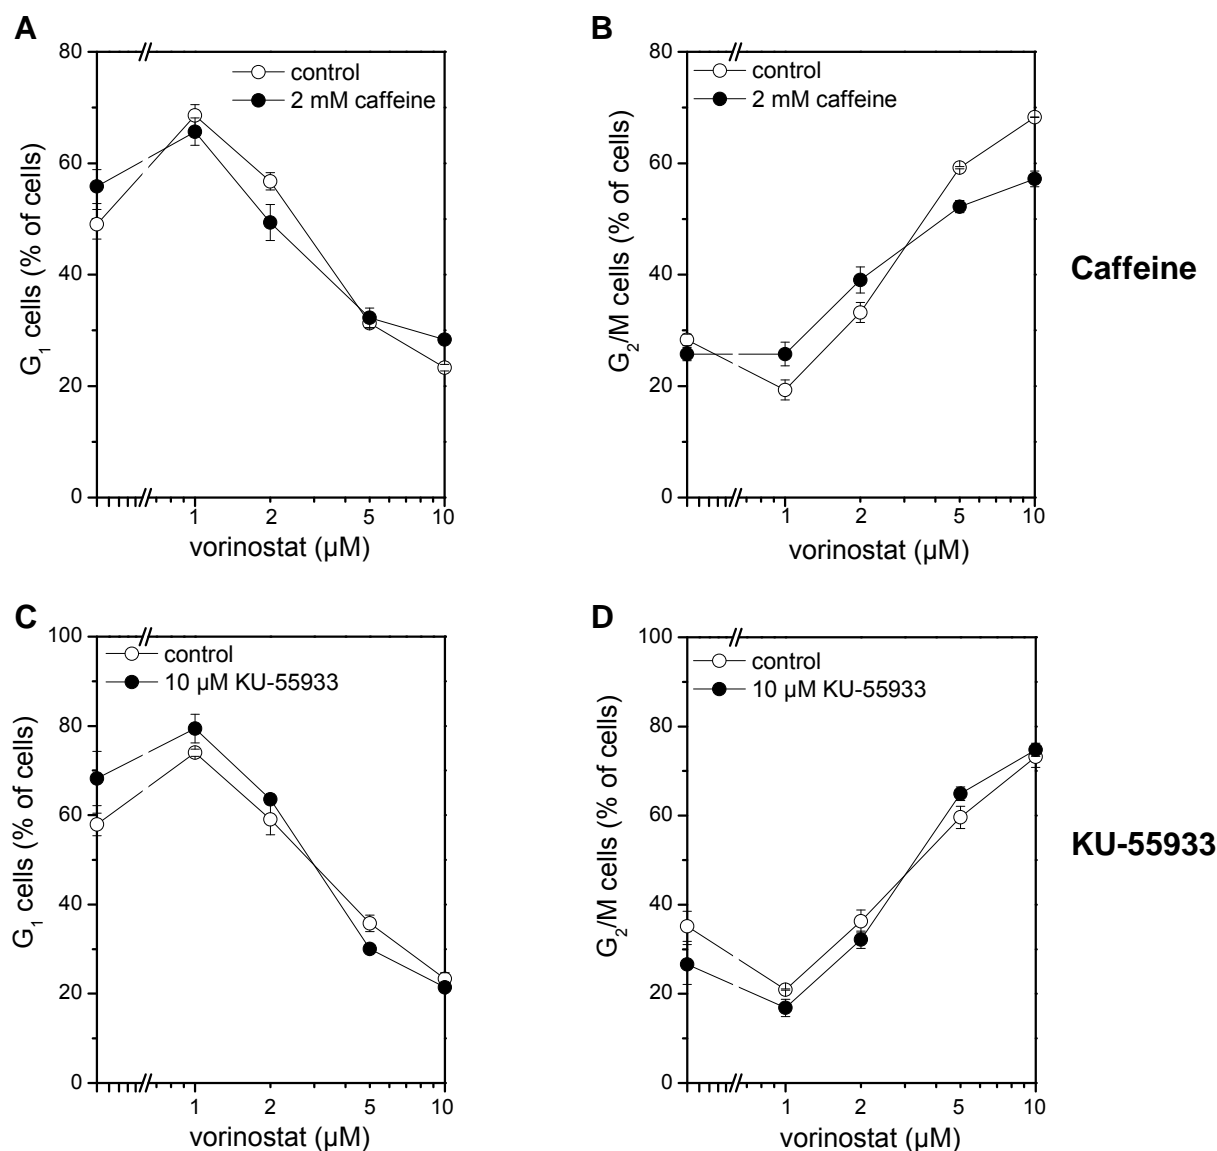 A
80
60
40
20
0
G₁ cells (% of cells)
control
2 mM caffeine
1 2 5 10
vorinostat (µM)
B
80
60
40
20
0
G₂/M cells (% of cells)
control
2 mM caffeine
1 2 5 10
vorinostat (µM)
Caffeine
C
100
80
60
40
20
0
G₁ cells (% of cells)
control
10 µM KU-55933
1 2 5 10
vorinostat (µM)
D
100
80
60
40
20
0
G₂/M cells (% of cells)
control
10 µM KU-55933
1 2 5 10
vorinostat (µM)
KU-55933